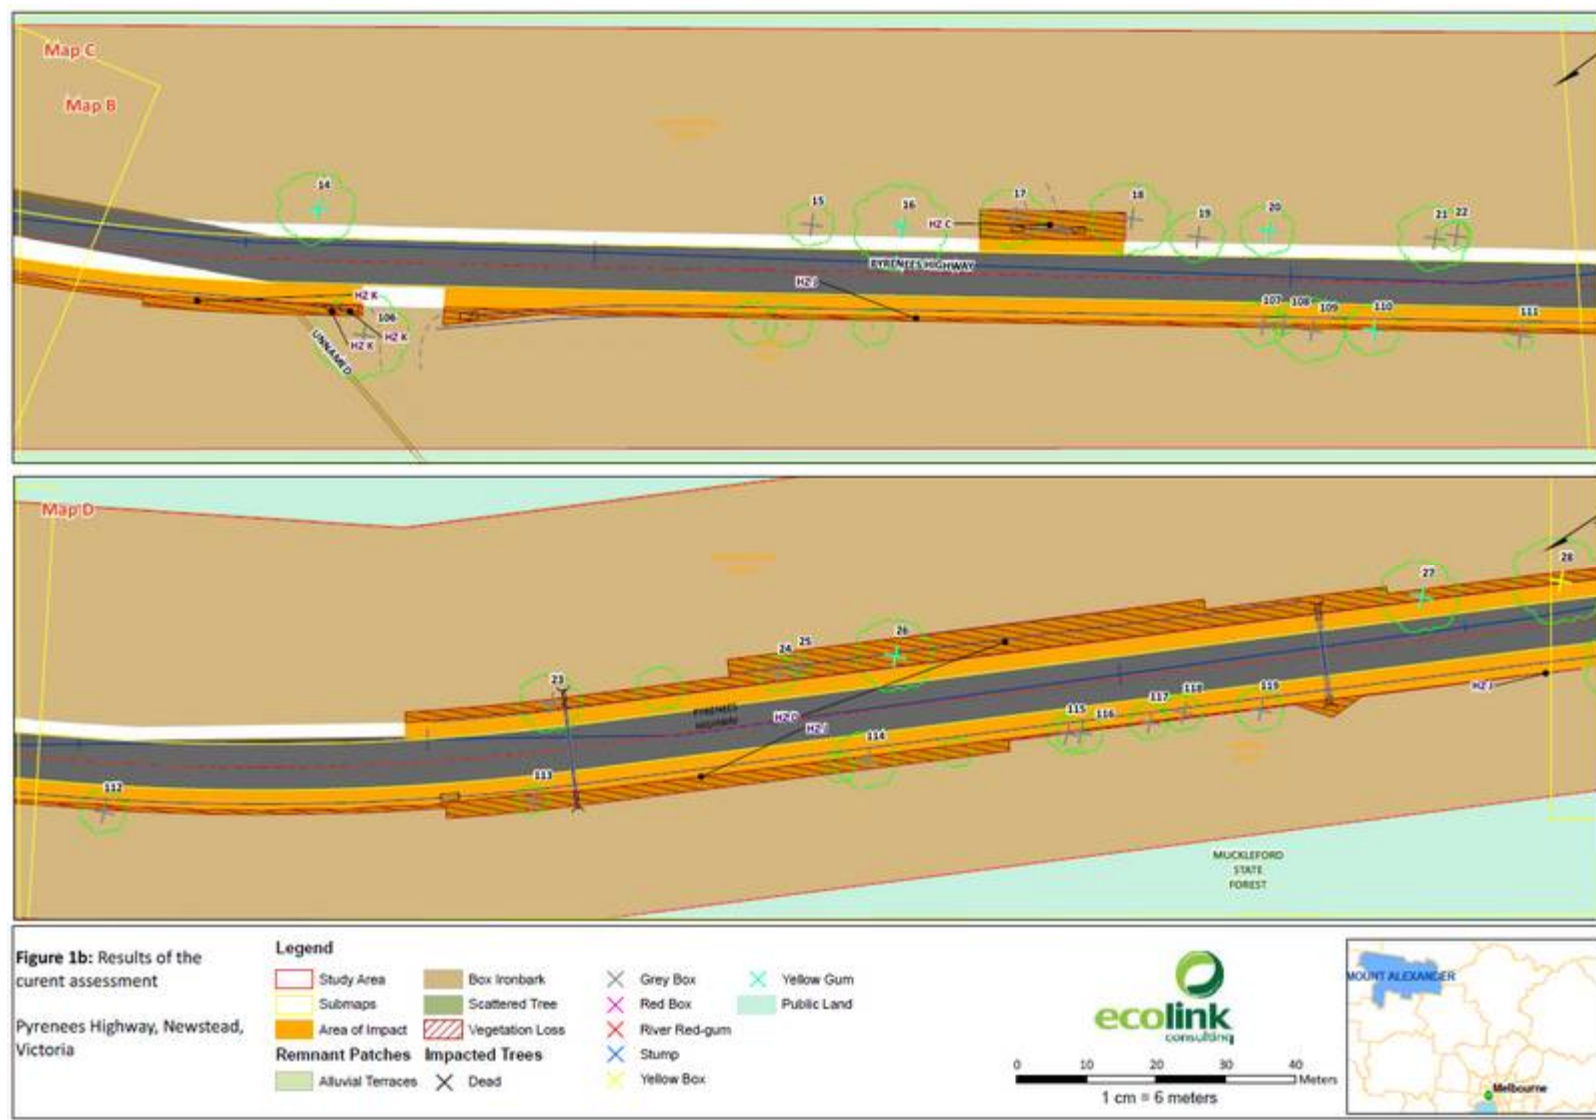 Map C
Map B
14
15
16
17
18
19
20
21
22
HZ C
PYRENEES HIGHWAY
HZ J
HZ K
106
HZ K
HZ K
UNNAMED
107
108
109
110
111
Map D
28
27
26
25
24
23
HZ J
PYRENEES
HIGHWAY
HZ D
HZ J
119
118
117
115
116
114
113
112
MUCKLEFORD
STATE
FOREST
Figure 1b: Results of the
curent assessment
Pyrenees Highway, Newstead,
Victoria
Legend
Study Area
Submaps
Area of Impact
Remnant Patches
Alluvial Terraces
Box Ironbark
Scattered Tree
Vegetation Loss
Impacted Trees
Dead
Grey Box
Red Box
River Red-gum
Stump
Yellow Box
Yellow Gum
Public Land
ecolink
consulting
0 10 20 30 40
Meters
1 cm = 6 meters
MOUNT ALEXANDER
Melbourne